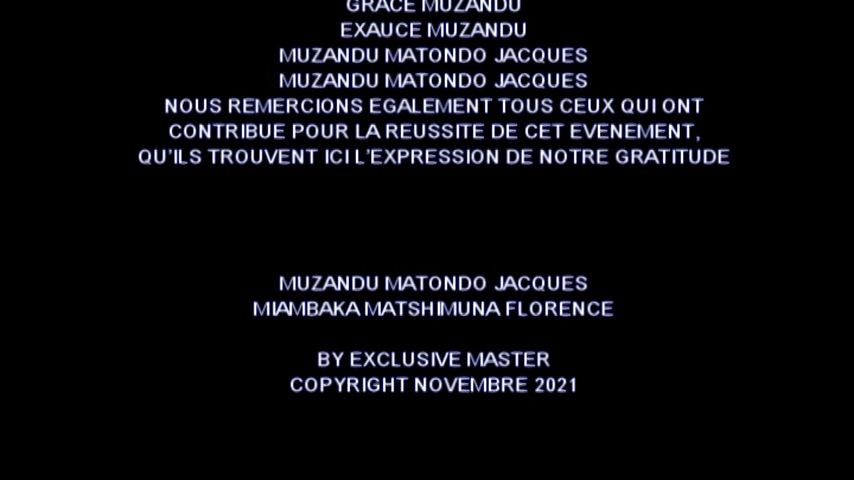 GRACE MUZANDU
EXAUCE MUZANDU
MUZANDU MATONDO JACQUES
MUZANDU MATONDO JACQUES
NOUS REMERCIONS EGALEMENT TOUS CEUX QUI ONT
CONTRIBUE POUR LA REUSSITE DE CET EVENEMENT,
QU'ILS TROUVENT ICI L'EXPRESSION DE NOTRE GRATITUDE
MUZANDU MATONDO JACQUES
MIAMBAKA MATSHIMUNA FLORENCE
BY EXCLUSIVE MASTER
COPYRIGHT NOVEMBRE 2021